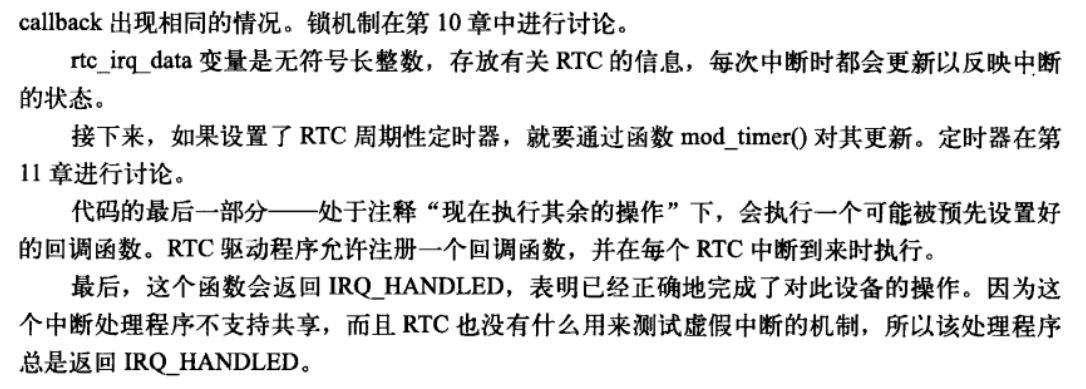 callback 出现相同的情况。锁机制在第 10 章中进行讨论。
rtc_irq_data 变量是无符号长整数，存放有关 RTC 的信息，每次中断时都会更新以反映中断
的状态。
接下来，如果设置了 RTC 周期性定时器，就要通过函数 mod_timer() 对其更新。定时器在第
11 章进行讨论。
代码的最后一部分——处于注释“现在执行其余的操作”下，会执行一个可能被预先设置好
的回调函数。RTC 驱动程序允许注册一个回调函数，并在每个 RTC 中断到来时执行。
最后，这个函数会返回 IRQ_HANDLED，表明已经正确地完成了对此设备的操作。因为这
个中断处理程序不支持共享，而且 RTC 也没有什么用来测试虚假中断的机制，所以该处理程序
总是返回 IRQ_HANDLED。